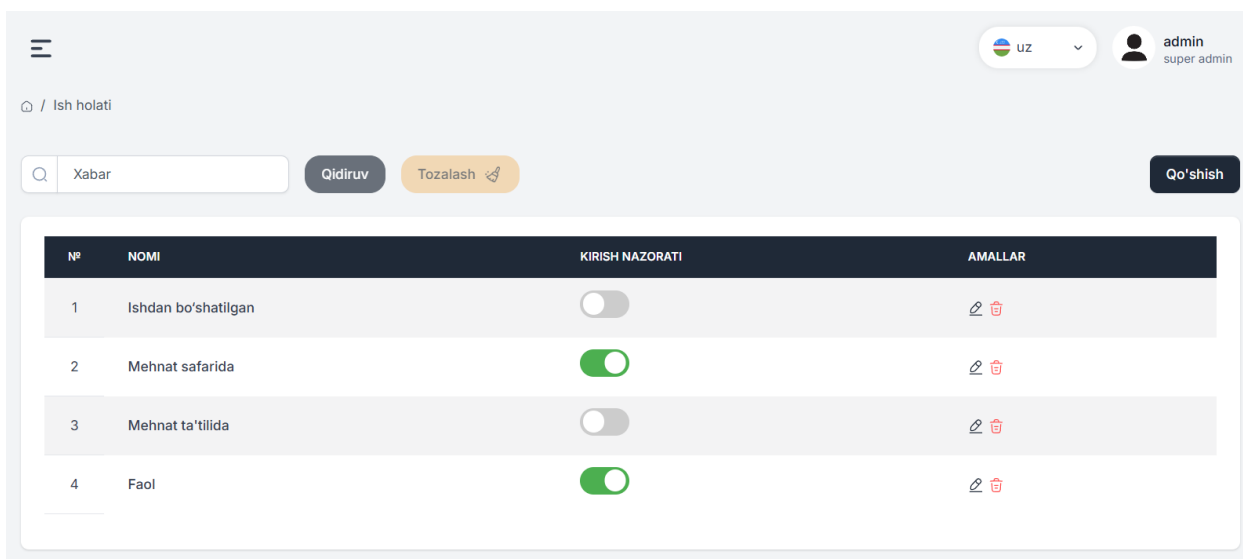 uz
admin
super admin
/ Ish holati
Xabar
Qidiruv
Tozalash
Qo'shish
№ NOMI KIRISH NAZORATI AMALLAR
1 Ishdan bo‘shatilgan
2 Mehnat safarida
3 Mehnat ta'tilida
4 Faol